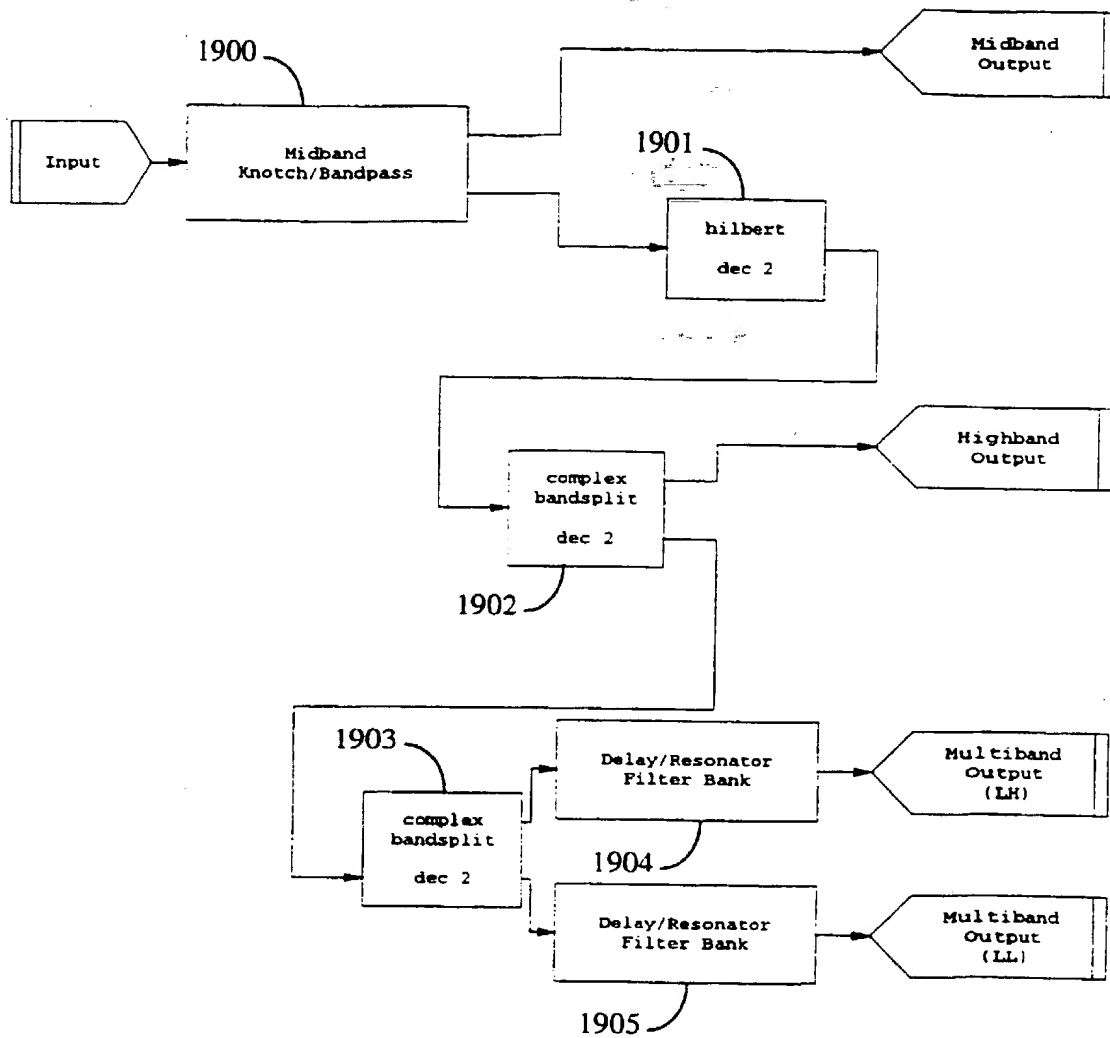 1900
Midband
Output
Input
Midband
Knotch/Bandpass
1901
hilbert
dec 2
Highband
Output
complex
bandsplit
dec 2
1902
1903
Delay/Resonator
Filter Bank
Multiband
Output
(LH)
complex
bandsplit
dec 2
1904
Delay/Resonator
Filter Bank
Multiband
Output
(LL)
1905